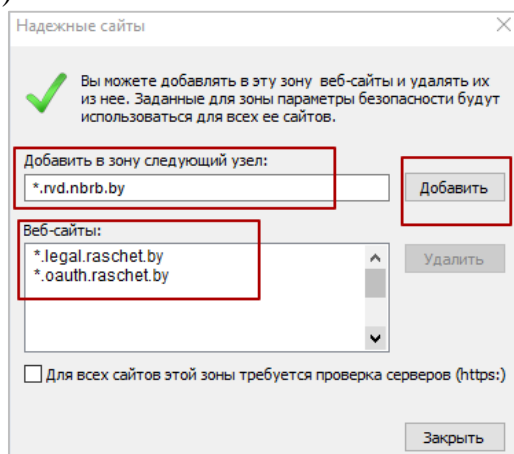 )
Надежные сайты
Вы можете добавлять в эту зону веб-сайты и удалять их
из нее. Заданные для зоны параметры безопасности будут
использоваться для всех ее сайтов.
Добавить в зону следующий узел:
*.rvd.nbrb.by
Добавить
Веб-сайты:
*.legal.raschet.by
*.oauth.raschet.by
Удалить
Для всех сайтов этой зоны требуется проверка серверов (https:)
Закрыть